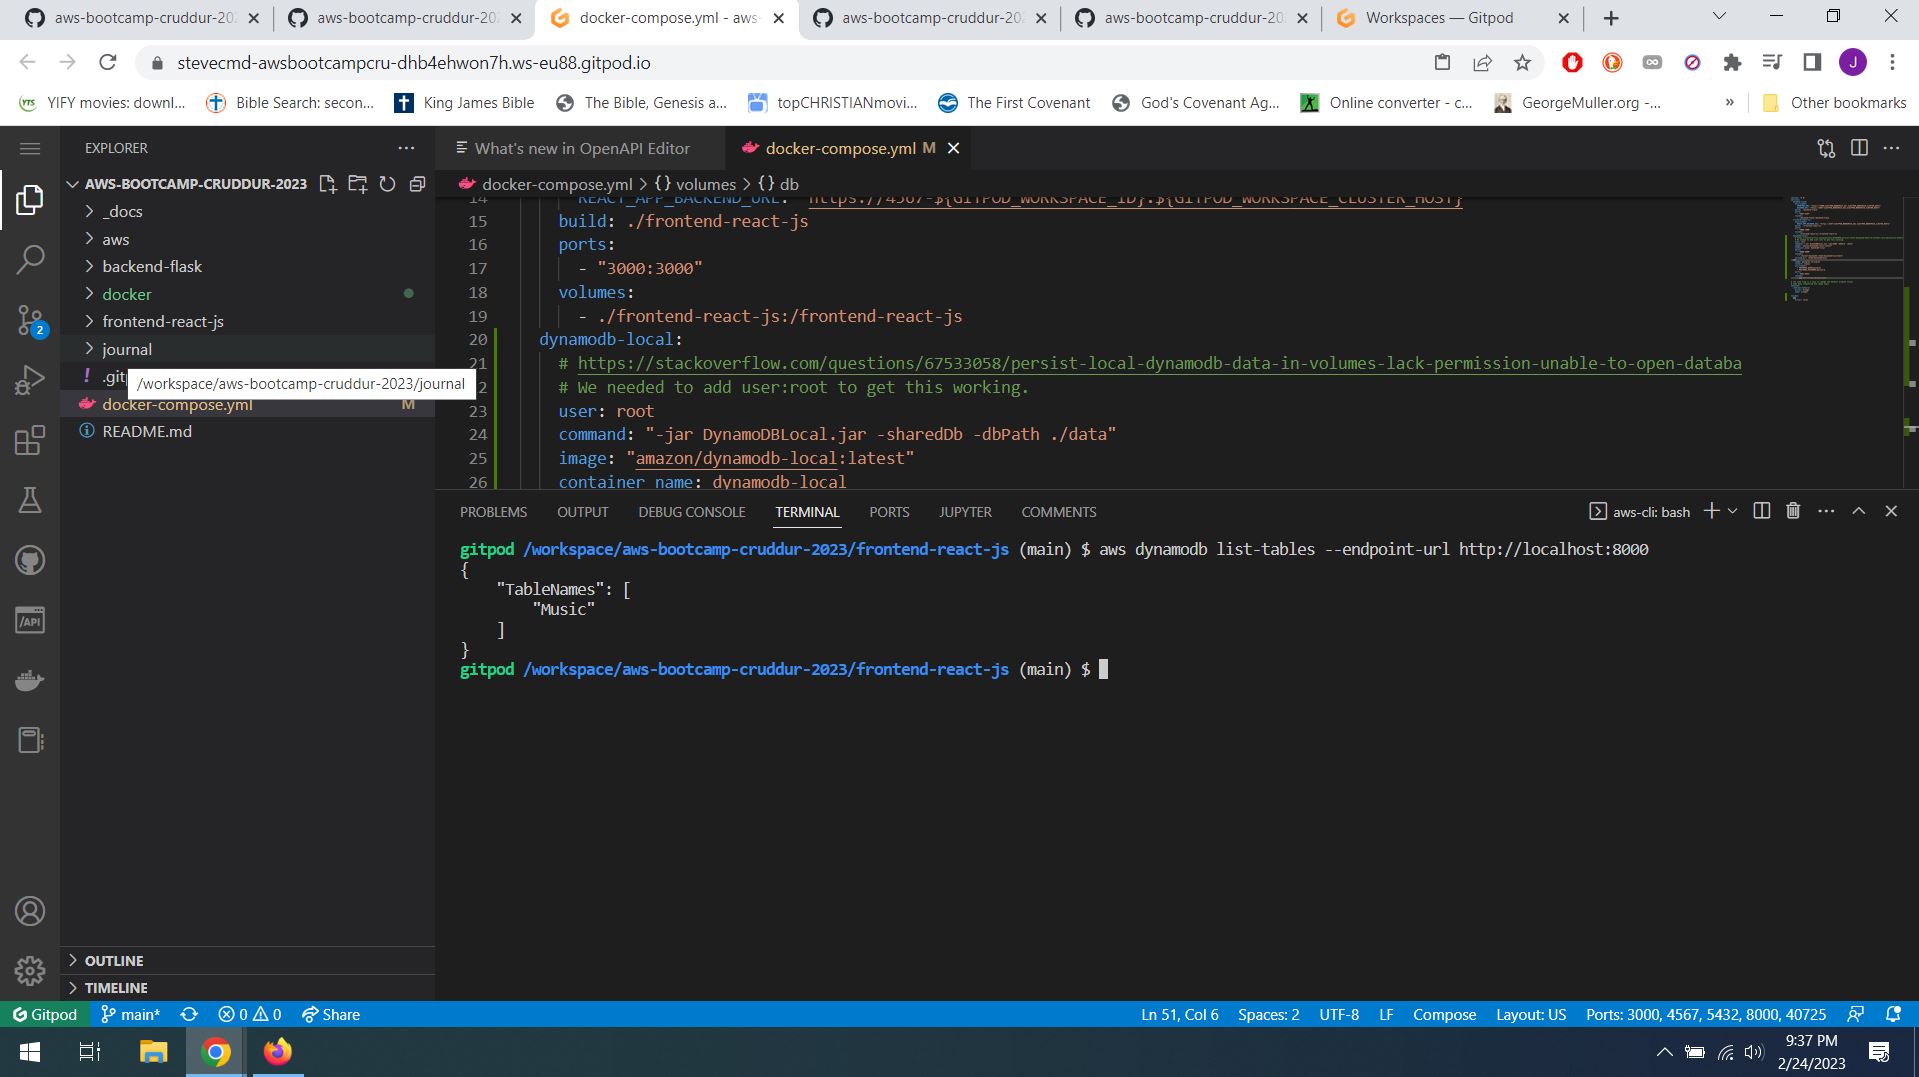 aws-bootcamp-cruddur-20
aws-bootcamp-cruddur-20
docker-compose.yml - aws-
aws-bootcamp-cruddur-20
aws-bootcamp-cruddur-20
Workspaces — Gitpod
stevecmd-awsbootcampcru-dhb4ehwon7h.ws-eu88.gitpod.io
J
YTS
YIFY movies: downl...
Bible Search: secon...
King James Bible
The Bible, Genesis a...
topCHRISTIANmovi...
The First Covenant
God's Covenant Ag...
Online converter - c...
GeorgeMuller.org -...
»
Other bookmarks
EXPLORER
What's new in OpenAPI Editor
docker-compose.yml M
AWS-BOOTCAMP-CRUDDUR-2023
docker-compose.yml > {} volumes > {} db
_docs
aws
backend-flask
docker
frontend-react-js
journal
! .git
/workspace/aws-bootcamp-cruddur-2023/journal
docker-compose.yml M
README.md
14 REACT_APP_BACKEND_URL: "https://4567-${GITPOD_WORKSPACE_ID}.${GITPOD_WORKSPACE_CLUSTER_HOST}
15 build: ./frontend-react-js
16 ports:
17 - "3000:3000"
18 volumes:
19 - ./frontend-react-js:/frontend-react-js
20 dynamodb-local:
21 # https://stackoverflow.com/questions/67533058/persist-local-dynamodb-data-in-volumes-lack-permission-unable-to-open-databa
2 # We needed to add user:root to get this working.
23 user: root
24 command: "-jar DynamoDBLocal.jar -sharedDb -dbPath ./data"
25 image: "amazon/dynamodb-local:latest"
26 container_name: dynamodb-local
2
/API
PROBLEMS OUTPUT DEBUG CONSOLE TERMINAL PORTS JUPYTER COMMENTS
aws-cli: bash
gitpod /workspace/aws-bootcamp-cruddur-2023/frontend-react-js (main) $ aws dynamodb list-tables --endpoint-url http://localhost:8000
{
"TableNames": [
"Music"
]
}
gitpod /workspace/aws-bootcamp-cruddur-2023/frontend-react-js (main) $
OUTLINE
TIMELINE
Gitpod main* 0 0 Share
Ln 51, Col 6 Spaces: 2 UTF-8 LF Compose Layout: US Ports: 3000, 4567, 5432, 8000, 40725
9:37 PM
2/24/2023